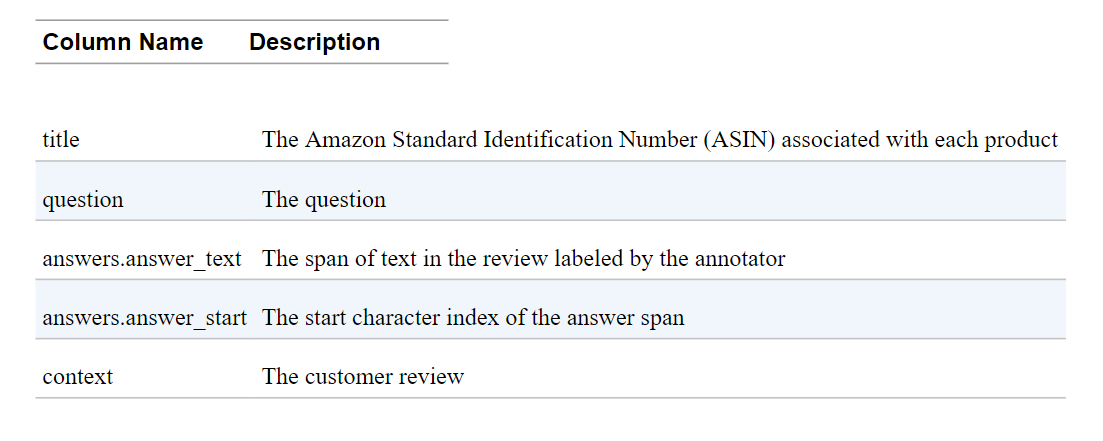 Column Name Description
title The Amazon Standard Identification Number (ASIN) associated with each product
question The question
answers.answer_text The span of text in the review labeled by the annotator
answers.answer_start The start character index of the answer span
context The customer review